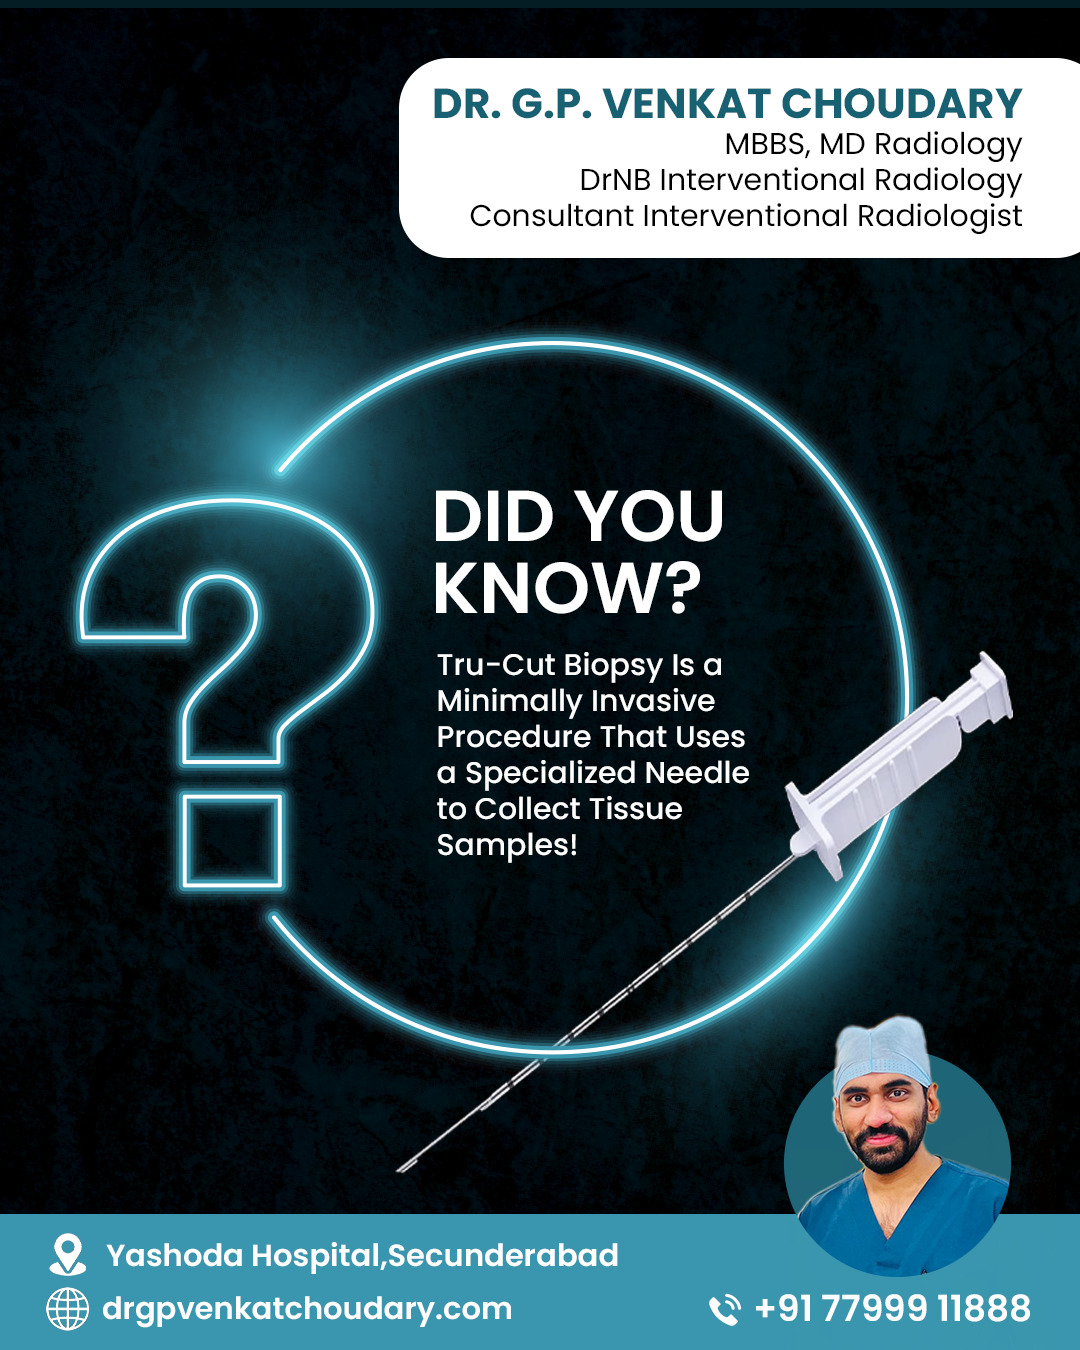 DR. G.P. VENKAT CHOUDARY
MBBS, MD Radiology
DrNB Interventional Radiology
Consultant Interventional Radiologist
DID YOU
KNOW?
Tru-Cut Biopsy Is a
Minimally Invasive
Procedure That Uses
a Specialized Needle
to Collect Tissue
Samples!
Yashoda Hospital,Secunderabad
drgpvenkatchoudary.com
+91 77999 11888